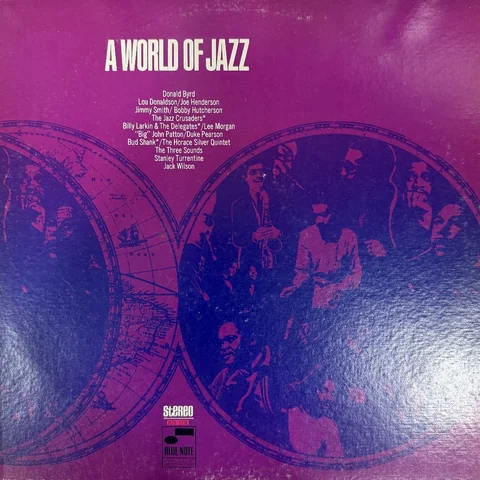 A WORLD OF JAZZ
Donald Byrd
Lou Donaldson/Joe Henderson
Jimmy Smith/ Bobby Hutcherson
The Jazz Crusaders*
Billy Larkin & The Delegates*/Lee Morgan
"Big" John Patton/Duke Pearson
Bud Shank*/The Horace Silver Quintet
The Three Sounds
Stanley Turrentine
Jack Wilson
STEREO
BLUE NOTE